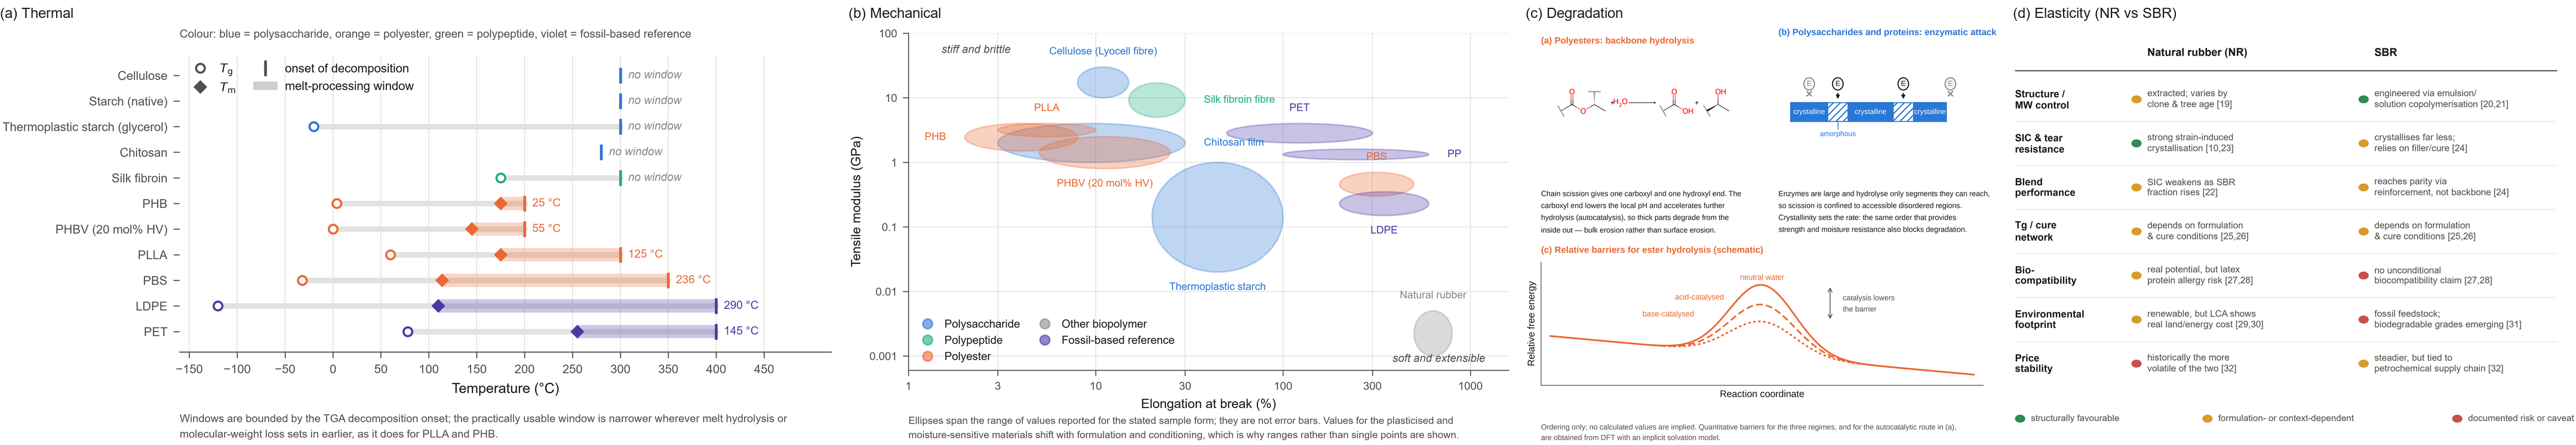 (a) Thermal
Colour: blue = polysaccharide, orange = polyester, green = polypeptide, violet = fossil-based reference
Tg
onset of decomposition
Tm
melt-processing window
Cellulose
no window
Starch (native)
no window
Thermoplastic starch (glycerol)
no window
Chitosan
no window
Silk fibroin
no window
PHB
25 °C
PHBV (20 mol% HV)
55 °C
PLLA
125 °C
PBS
236 °C
LDPE
290 °C
PET
145 °C
−150
−100
−50
0
50
100
150
200
250
300
350
400
450
Temperature (°C)
Windows are bounded by the TGA decomposition onset; the practically usable window is narrower wherever melt hydrolysis or
molecular-weight loss sets in earlier, as it does for PLLA and PHB.
(b) Mechanical
Tensile modulus (GPa)
100
10
1
0.1
0.01
0.001
stiff and brittle
Cellulose (Lyocell fibre)
Silk fibroin fibre
PLLA
PET
PHB
Chitosan film
PBS
PP
PHBV (20 mol% HV)
LDPE
Thermoplastic starch
Natural rubber
soft and extensible
Polysaccharide
Polypeptide
Polyester
Other biopolymer
Fossil-based reference
1
3
10
30
100
300
1000
Elongation at break (%)
Ellipses span the range of values reported for the stated sample form; they are not error bars. Values for the plasticised and
moisture-sensitive materials shift with formulation and conditioning, which is why ranges rather than single points are shown.
(c) Degradation
(a) Polyesters: backbone hydrolysis
O
O
+H₂O
O
OH
+
OH
Chain scission gives one carboxyl and one hydroxyl end. The
carboxyl end lowers the local pH and accelerates further
hydrolysis (autocatalysis), so thick parts degrade from the
inside out — bulk erosion rather than surface erosion.
(b) Polysaccharides and proteins: enzymatic attack
E
E
E
E
crystalline
crystalline
crystalline
amorphous
Enzymes are large and hydrolyse only segments they can reach,
so scission is confined to accessible disordered regions.
Crystallinity sets the rate: the same order that provides
strength and moisture resistance also blocks degradation.
(c) Relative barriers for ester hydrolysis (schematic)
Relative free energy
neutral water
acid-catalysed
base-catalysed
catalysis lowers
the barrier
Reaction coordinate
Ordering only; no calculated values are implied. Quantitative barriers for the three regimes, and for the autocatalytic route in (a),
are obtained from DFT with an implicit solvation model.
(d) Elasticity (NR vs SBR)
Natural rubber (NR)
SBR
Structure /
MW control
extracted; varies by
clone & tree age [19]
engineered via emulsion/
solution copolymerisation [20,21]
SIC & tear
resistance
strong strain-induced
crystallisation [10,23]
crystallises far less;
relies on filler/cure [24]
Blend
performance
SIC weakens as SBR
fraction rises [22]
reaches parity via
reinforcement, not backbone [24]
Tg / cure
network
depends on formulation
& cure conditions [25,26]
depends on formulation
& cure conditions [25,26]
Bio-
compatibility
real potential, but latex
protein allergy risk [27,28]
no unconditional
biocompatibility claim [27,28]
Environmental
footprint
renewable, but LCA shows
real land/energy cost [29,30]
fossil feedstock;
biodegradable grades emerging [31]
Price
stability
historically the more
volatile of the two [32]
steadier, but tied to
petrochemical supply chain [32]
structurally favourable
formulation- or context-dependent
documented risk or caveat